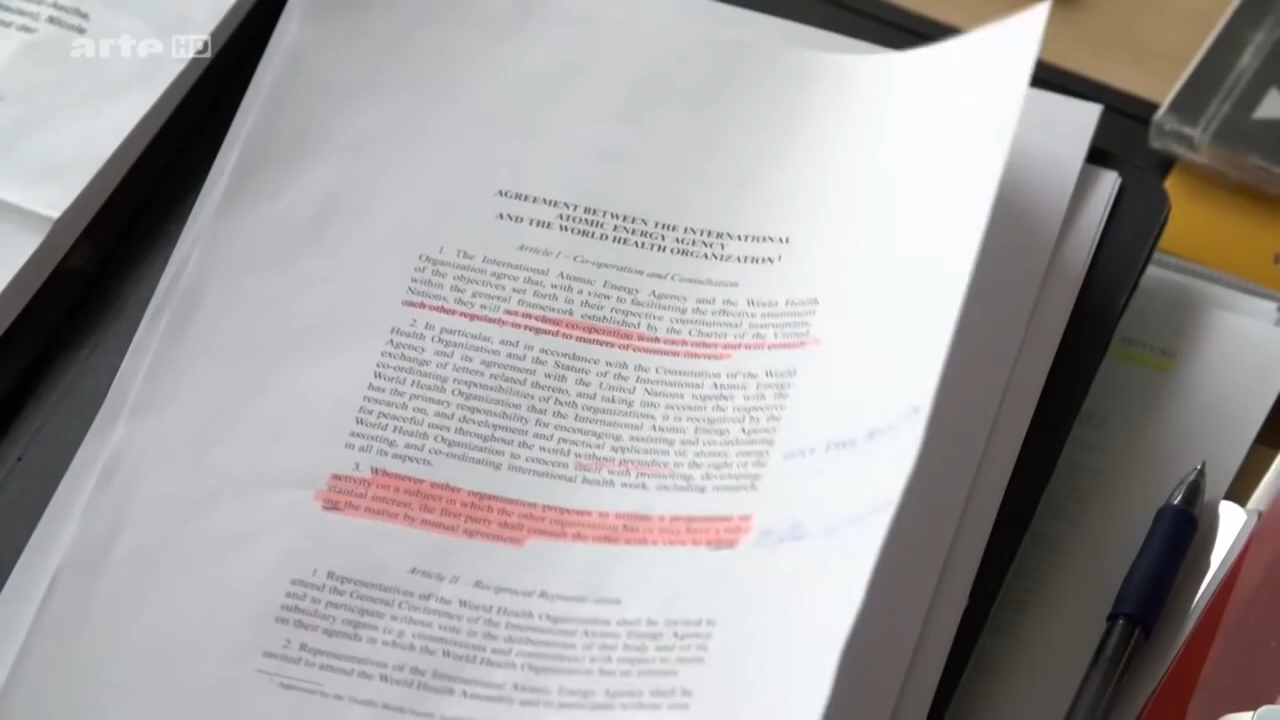 arte HD
AGREEMENT BETWEEN THE INTERNATIONAL
ATOMIC ENERGY AGENCY
AND THE WORLD HEALTH ORGANIZATION¹
Article I – Co-operation and Consultation
1. The International Atomic Energy Agency and the World Health
Organization agree that, with a view to facilitating the effective attainment
of the objectives set forth in their respective constitutional instruments,
within the general framework established by the Charter of the United
Nations, they will act in close co-operation with each other and will consult
each other regularly in regard to matters of common interest.
2. In particular, and in accordance with the Constitution of the World
Health Organization and the Statute of the International Atomic Energy
Agency and its agreement with the United Nations together with the
exchange of letters related thereto, and taking into account the respective
co-ordinating responsibilities of both organizations, it is recognized by the
World Health Organization that the International Atomic Energy Agency
has the primary responsibility for encouraging, assisting and co-ordinating
research on, and development and practical application of, atomic energy
for peaceful uses throughout the world without prejudice to the right of the
World Health Organization to concern itself with promoting, developing,
assisting, and co-ordinating international health work, including research,
in all its aspects.
3. Whenever either organization proposes to initiate a programme or
activity on a subject in which the other organization has or may have a sub-
stantial interest, the first party shall consult the other with a view to adjust-
ing the matter by mutual agreement.
Article II – Reciprocal Representation
1. Representatives of the World Health Organization shall be invited to
attend the General Conference of the International Atomic Energy Agency
and to participate without vote in the deliberations of that body and of its
subsidiary organs (e.g. commissions and committees) with respect to items
on their agenda in which the World Health Organization has an interest.
2. Representatives of the International Atomic Energy Agency shall be
invited to attend the World Health Assembly and to participate without vote
Nicole